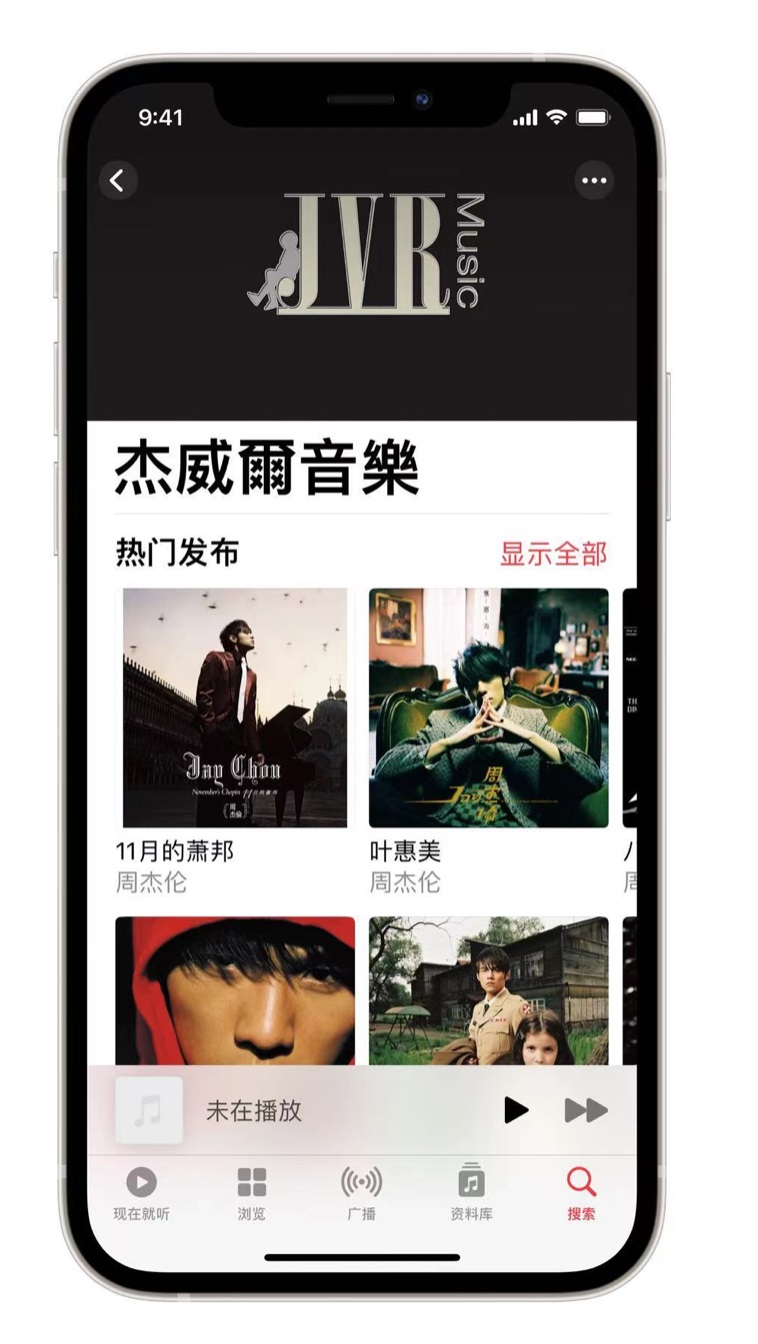 9:41
JVR Music
杰威爾音樂
热门发布
显示全部
Jay Chou
November's Chopin 11月的蕭邦
周杰倫
周杰倫
11月的萧邦
叶惠美
周杰伦
周杰伦
未在播放
现在就听
浏览
广播
资料库
搜索